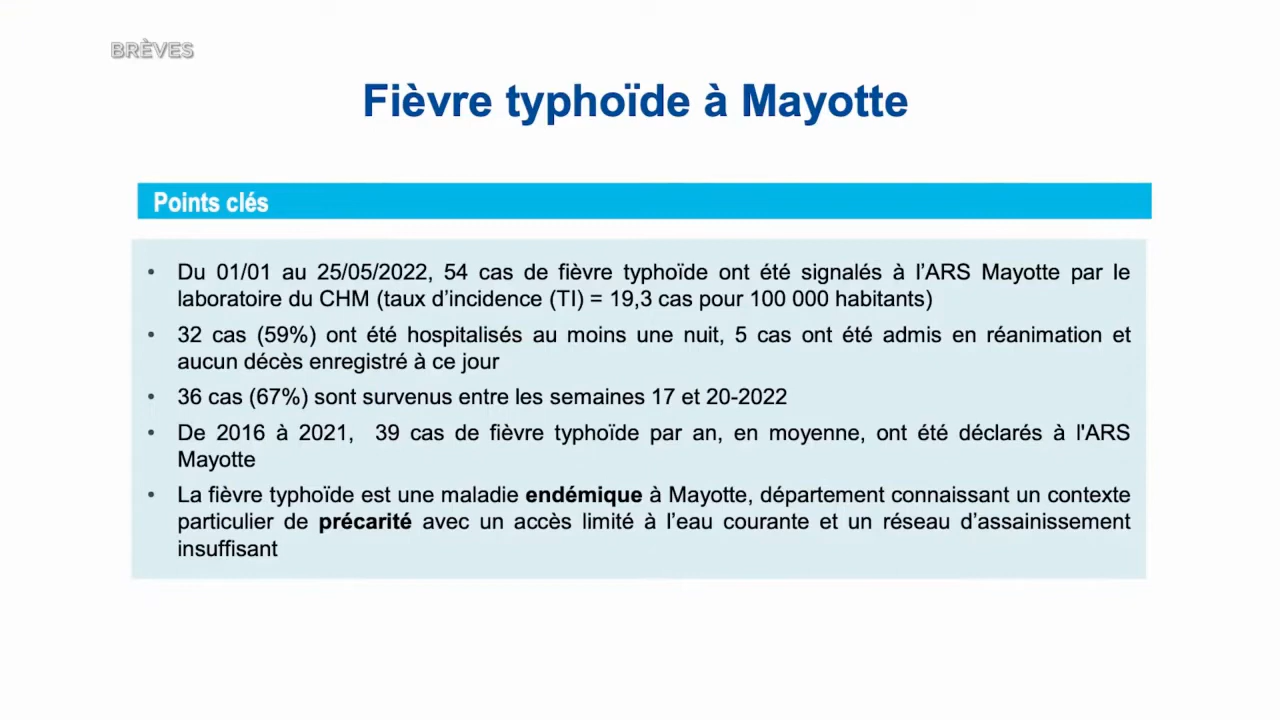 BRÈVES
Fièvre typhoïde à Mayotte
Points clés
• Du 01/01 au 25/05/2022, 54 cas de fièvre typhoïde ont été signalés à l’ARS Mayotte par le
laboratoire du CHM (taux d’incidence (TI) = 19,3 cas pour 100 000 habitants)
• 32 cas (59%) ont été hospitalisés au moins une nuit, 5 cas ont été admis en réanimation et
aucun décès enregistré à ce jour
• 36 cas (67%) sont survenus entre les semaines 17 et 20-2022
• De 2016 à 2021, 39 cas de fièvre typhoïde par an, en moyenne, ont été déclarés à l'ARS
Mayotte
• La fièvre typhoïde est une maladie endémique à Mayotte, département connaissant un contexte
particulier de précarité avec un accès limité à l’eau courante et un réseau d’assainissement
insuffisant